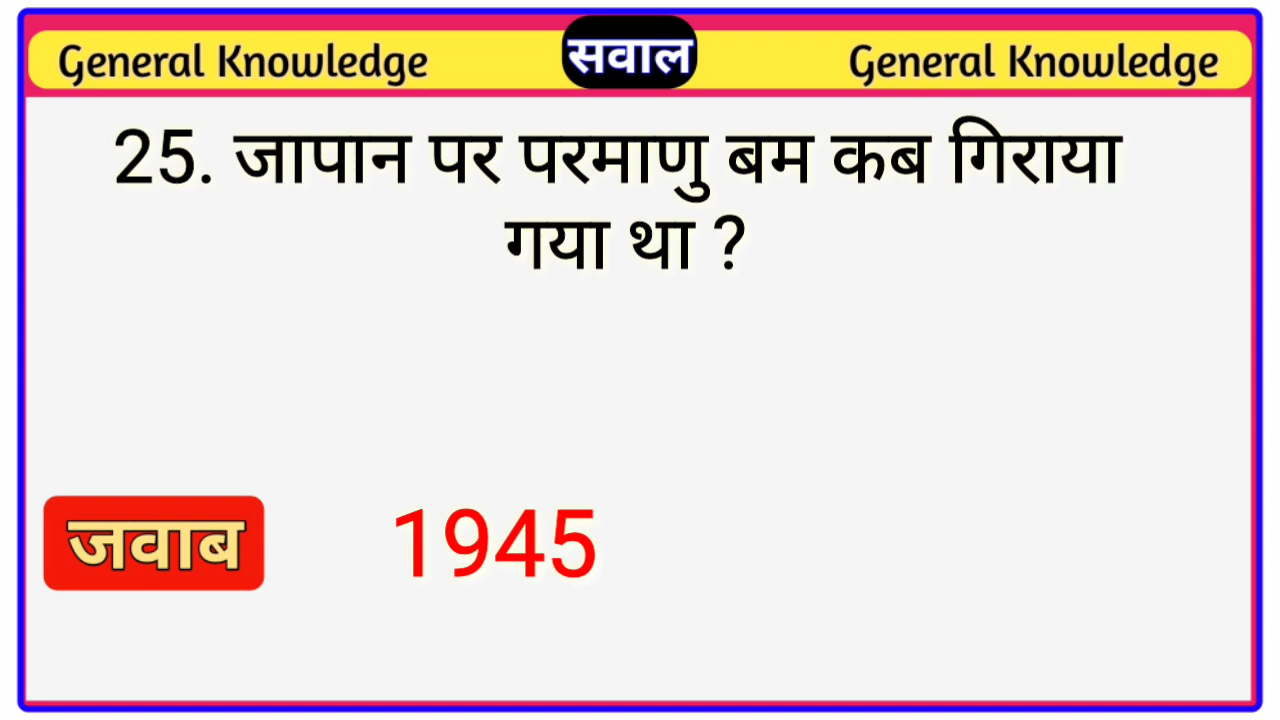 General Knowledge सवाल General Knowledge
25. जापान पर परमाणु बम कब गिराया
गया था ?
जवाब 1945